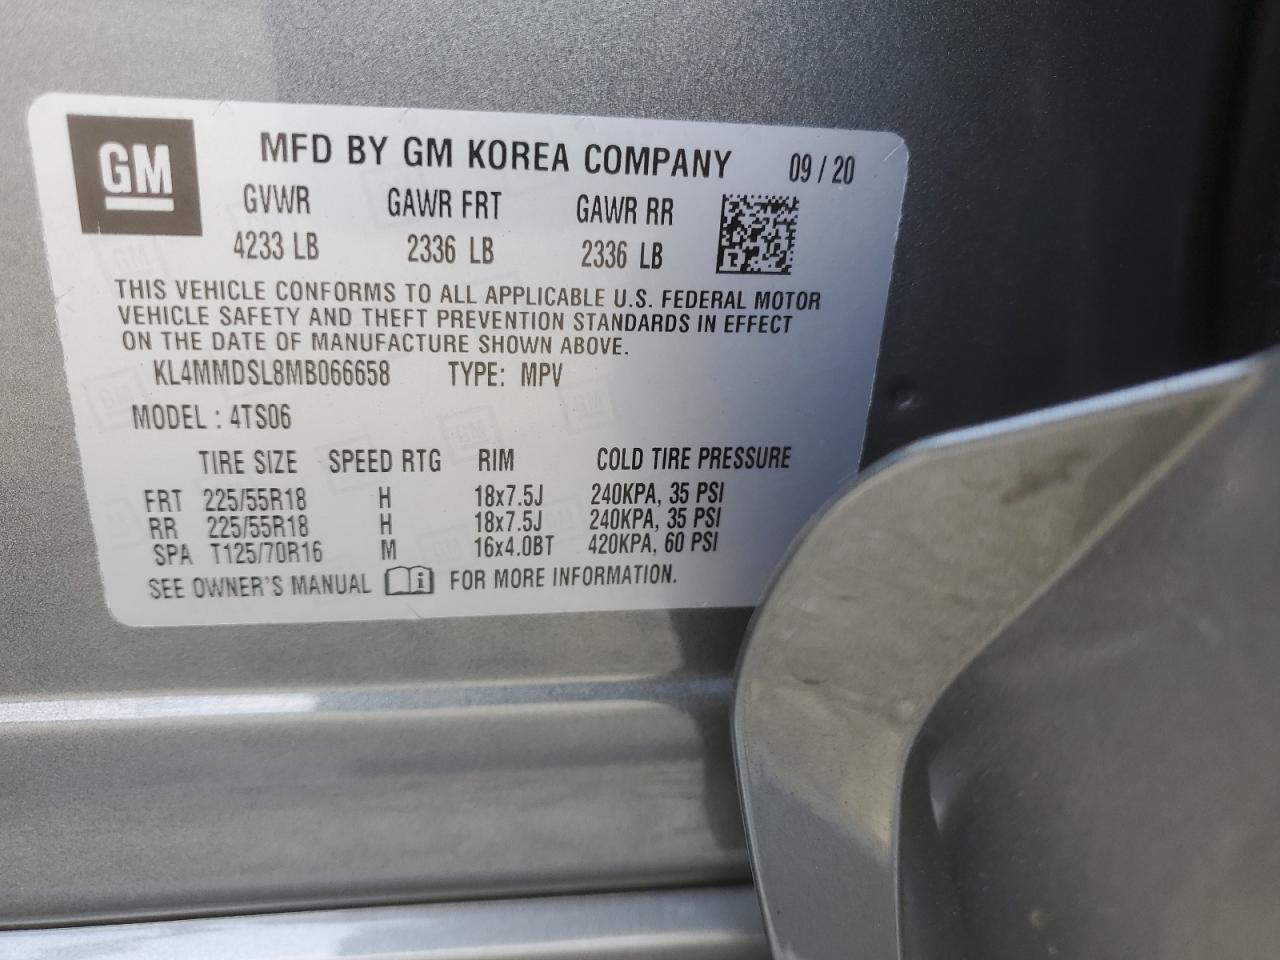 GM
MFD BY GM KOREA COMPANY 09 / 20
GVWR GAWR FRT GAWR RR
4233 LB 2336 LB 2336 LB
THIS VEHICLE CONFORMS TO ALL APPLICABLE U.S. FEDERAL MOTOR
VEHICLE SAFETY AND THEFT PREVENTION STANDARDS IN EFFECT
ON THE DATE OF MANUFACTURE SHOWN ABOVE.
KL4MMDSL8MB066658 TYPE: MPV
MODEL : 4TS06
TIRE SIZE SPEED RTG RIM COLD TIRE PRESSURE
FRT 225/55R18 H 18x7.5J 240KPA, 35 PSI
RR 225/55R18 H 18x7.5J 240KPA, 35 PSI
SPA T125/70R16 M 16x4.0BT 420KPA, 60 PSI
SEE OWNER'S MANUAL i FOR MORE INFORMATION.